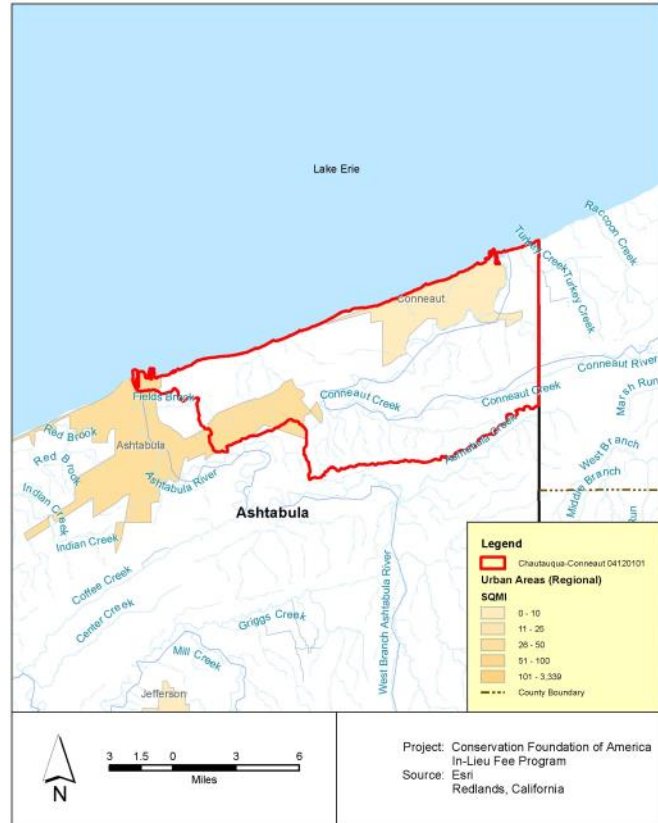 Lake Erie
Raccoon Creek
Turkey Creek
Turkey Creek
Conneaut
Conneaut River
Conneaut Creek
Conneaut Creek
Marsh Run
Fields Brook
Red Brook
Ashtabula
Red Brook
Ashtabula River
Ashtabula Creek
West Branch
Middle Branch
Run
Indian Creek
Indian Creek
Ashtabula
Coffee Creek
Center Creek
Griggs Creek
West Branch Ashtabula River
Mill Creek
Jefferson
Legend
Chautauqua-Conneaut 04120101
Urban Areas (Regional)
SQMI
0 - 10
11 - 25
26 - 50
51 - 100
101 - 3,339
County Boundary
N
3 1.5 0 3 6
Miles
Project: Conservation Foundation of America
In-Lieu Fee Program
Source: Esri
Redlands, California